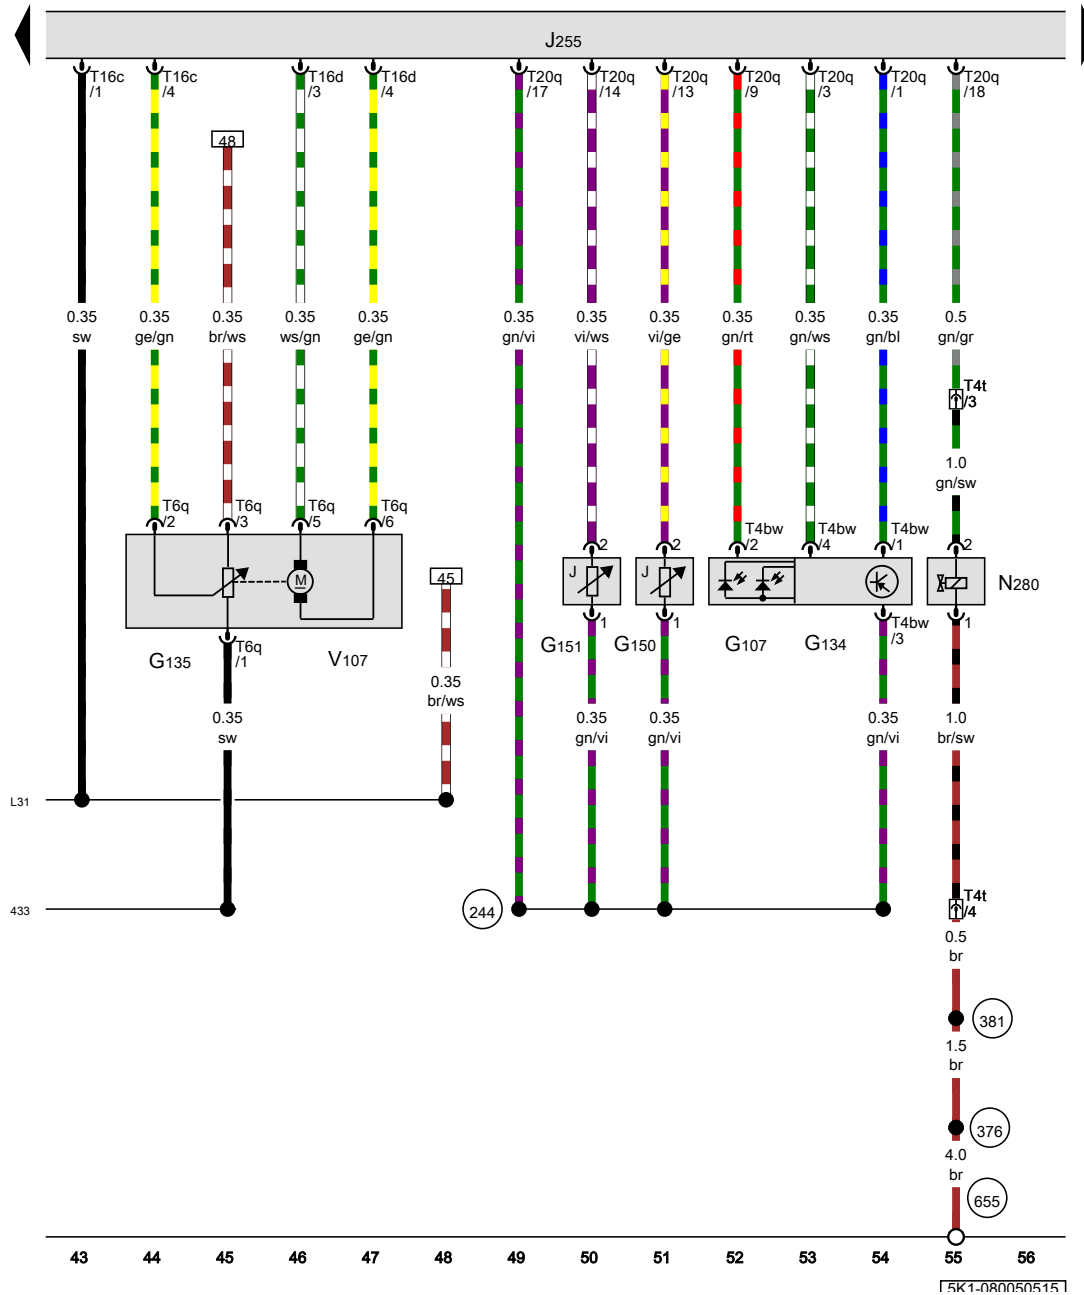 J255
T16c T16c T16d T16d T20q T20q T20q T20q T20q T20q T20q
/1 /4 /3 /4 /17 /14 /13 /9 /3 /1 /18
48
0.35 0.35 0.35 0.35 0.35 0.35 0.35 0.35 0.35 0.35 0.35 0.5
sw ge/gn br/ws ws/gn ge/gn gn/vi vi/ws vi/ge gn/rt gn/ws gn/bl gn/gr
T4t
/3
1.0
gn/sw
T6q T6q T6q T6q
/2 /3 /5 /6
T4bw T4bw T4bw
2 2 /2 /4 /1 2
M J J N280
45
1 1 T4bw 1
/3
T6q
/1
G135 V107 G151 G150 G107 G134
0.35
br/ws
0.35 0.35 0.35 0.35 1.0
sw gn/vi gn/vi gn/vi br/sw
L31
T4t
/4
433 244
0.5
br
381
1.5
br
376
4.0
br
655
43 44 45 46 47 48 49 50 51 52 53 54 55 56
5K1-080050515